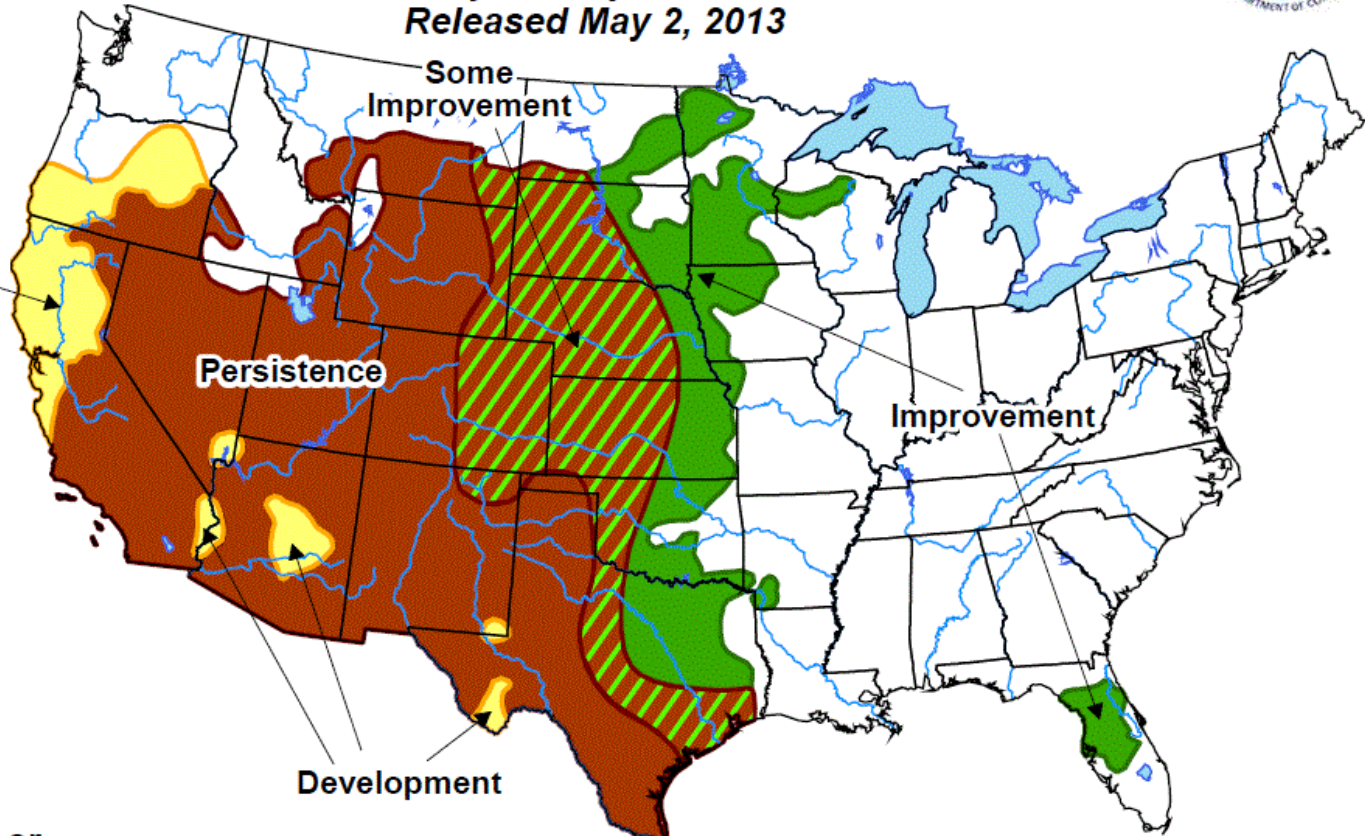 Released May 2, 2013
Some
Improvement
Persistence
Improvement
Development